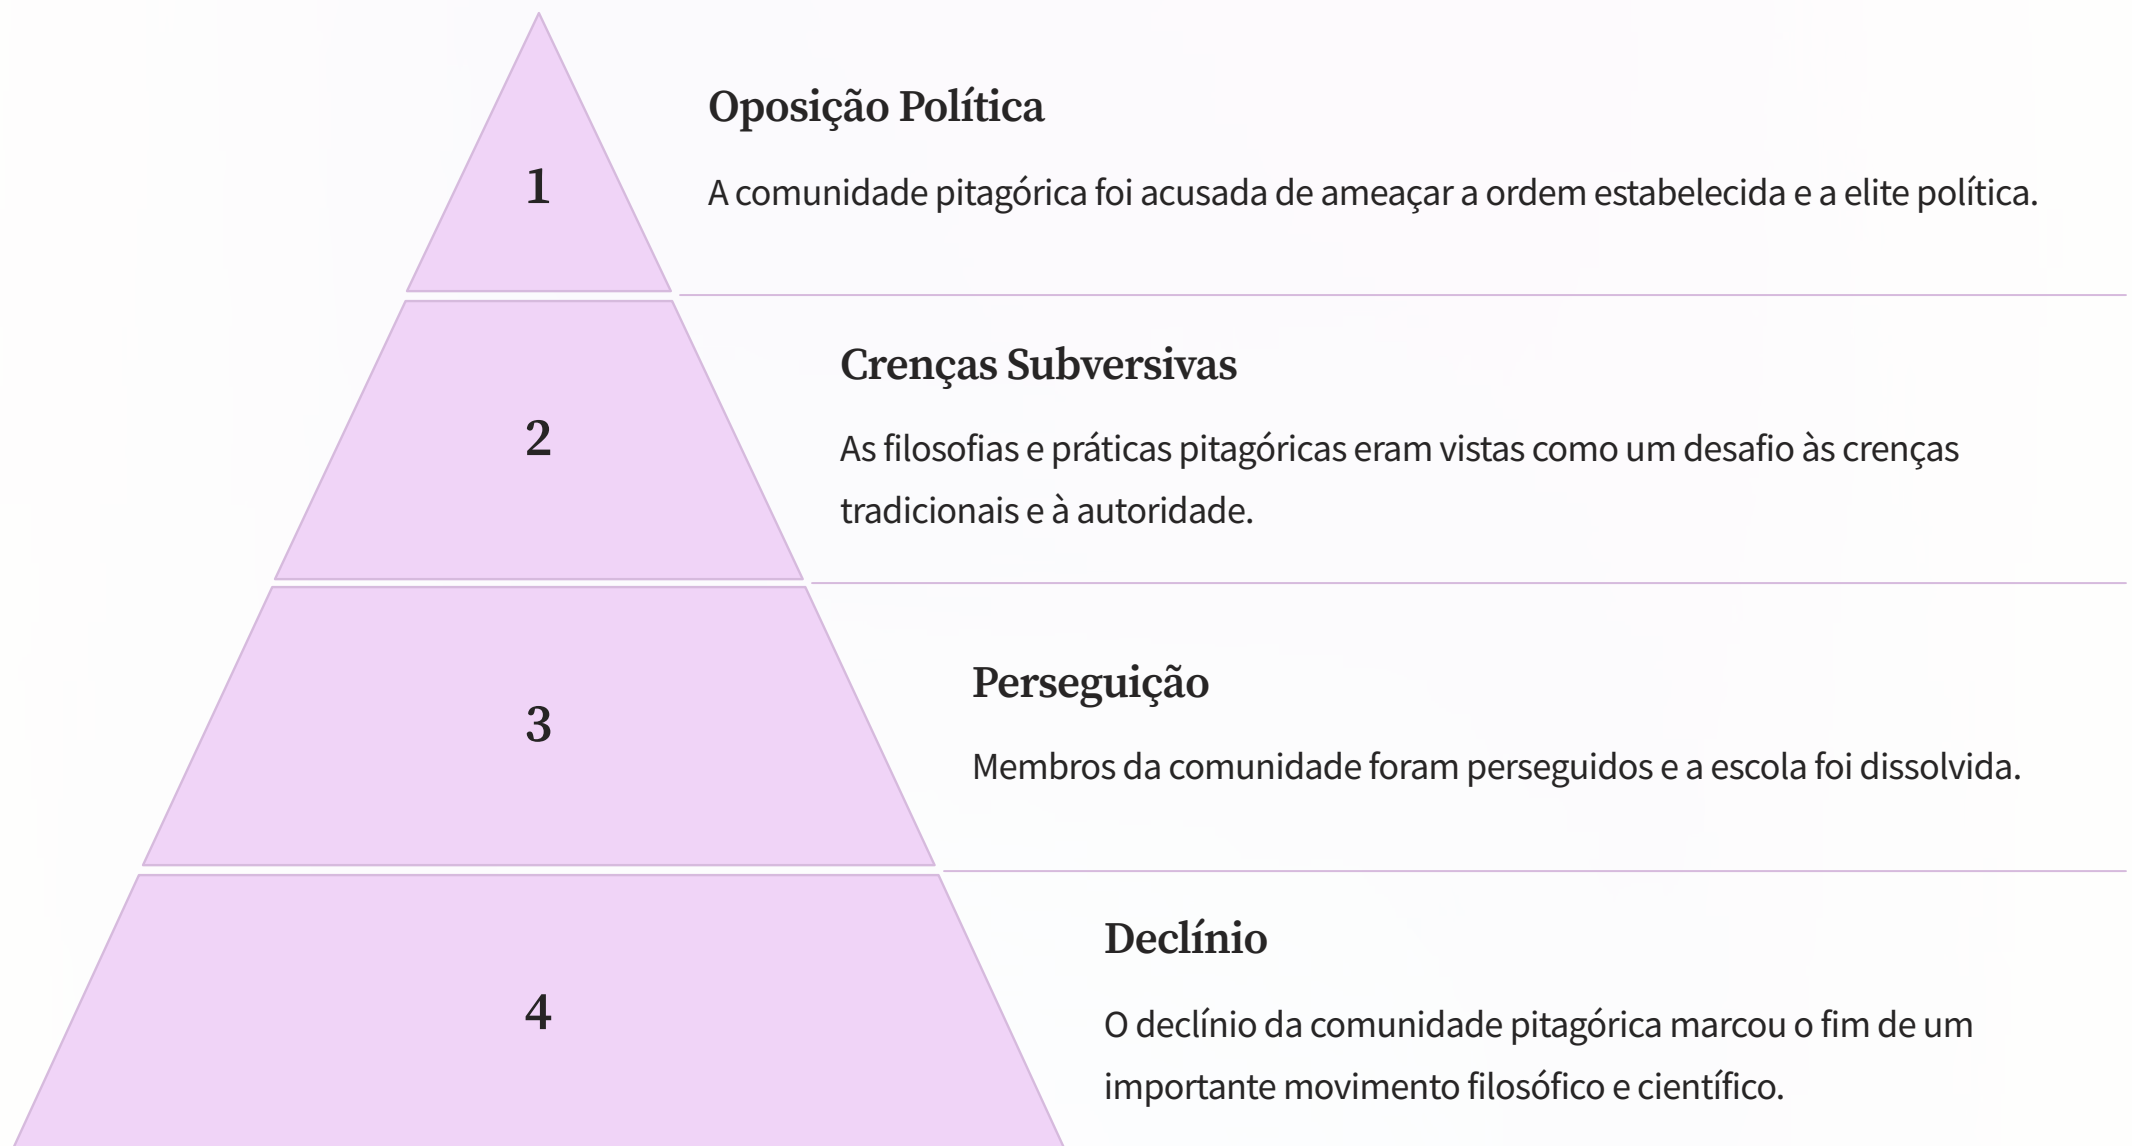 1
Oposição Política
A comunidade pitagórica foi acusada de ameaçar a ordem estabelecida e a elite política.
2
Crenças Subversivas
As filosofias e práticas pitagóricas eram vistas como um desafio às crenças
tradicionais e à autoridade.
3
Perseguição
Membros da comunidade foram perseguidos e a escola foi dissolvida.
4
Declínio
O declínio da comunidade pitagórica marcou o fim de um
importante movimento filosófico e científico.